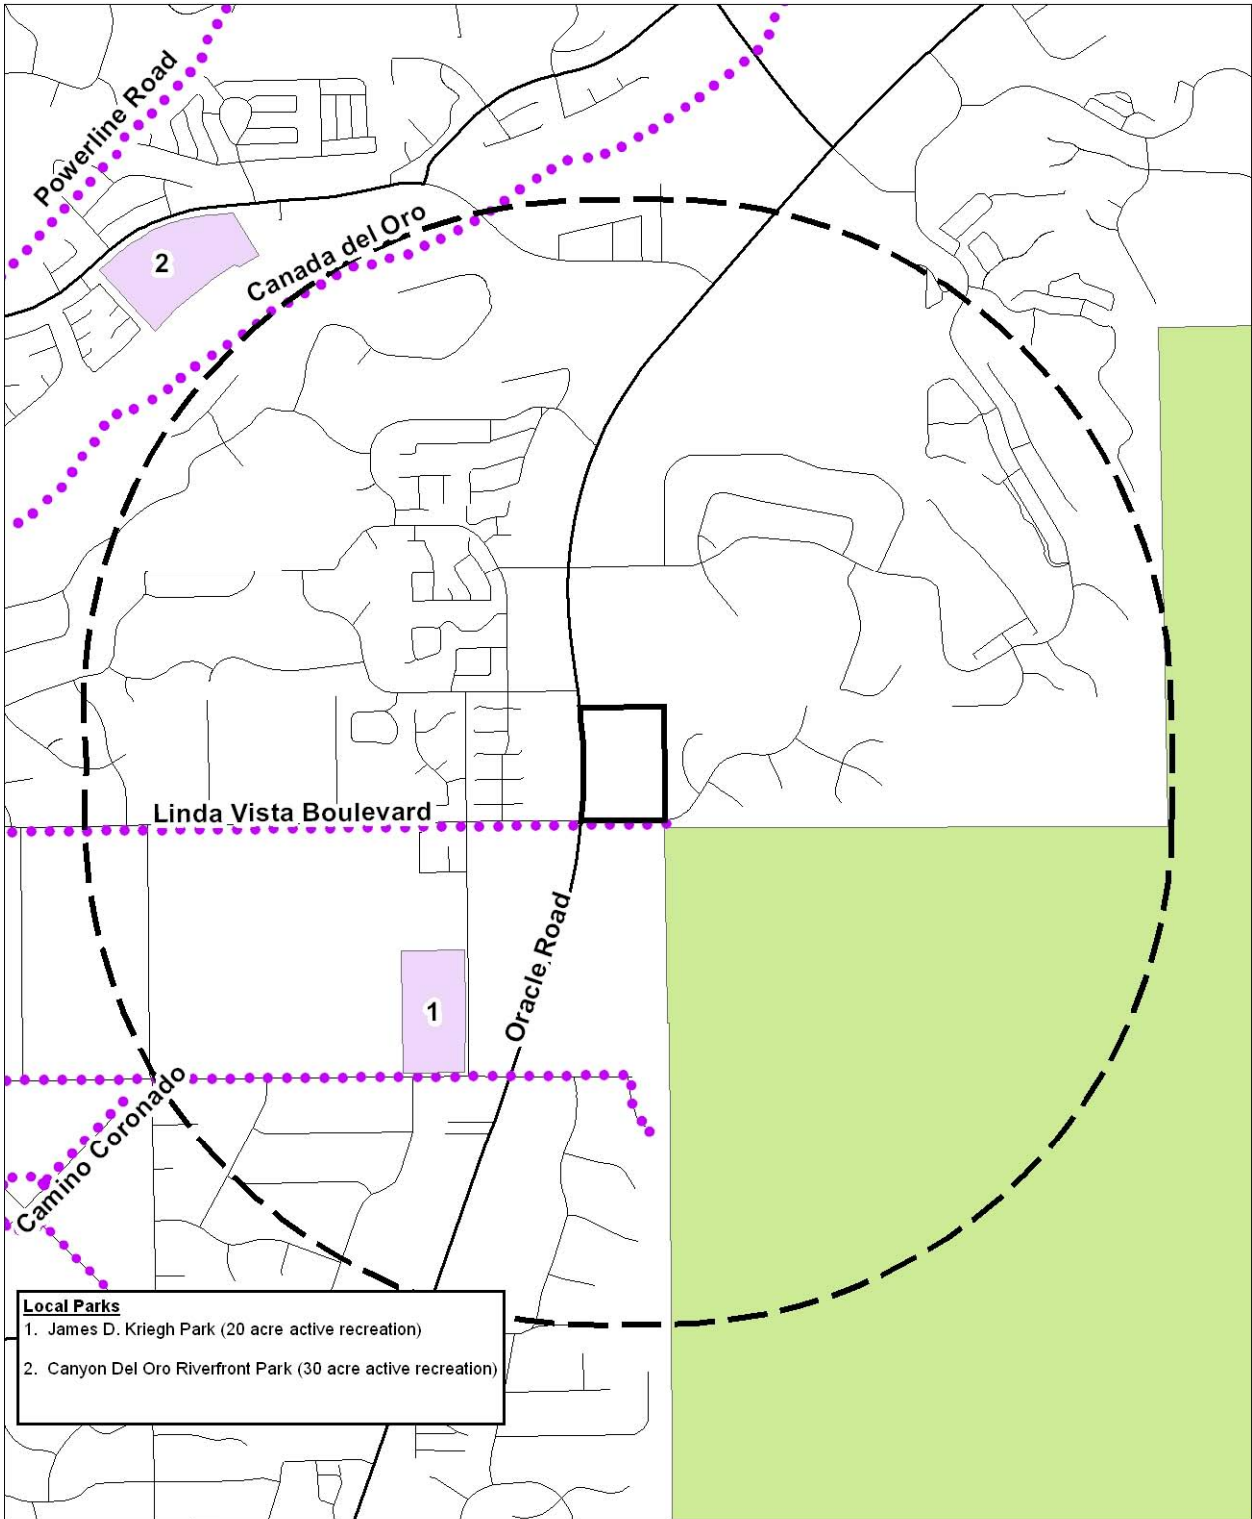 Powerline Road
2
Canada del Oro
Linda Vista Boulevard
Oracle Road
1
Camino Coronado
Local Parks
1. James D. Kriegh Park (20 acre active recreation)
2. Canyon Del Oro Riverfront Park (30 acre active recreation)